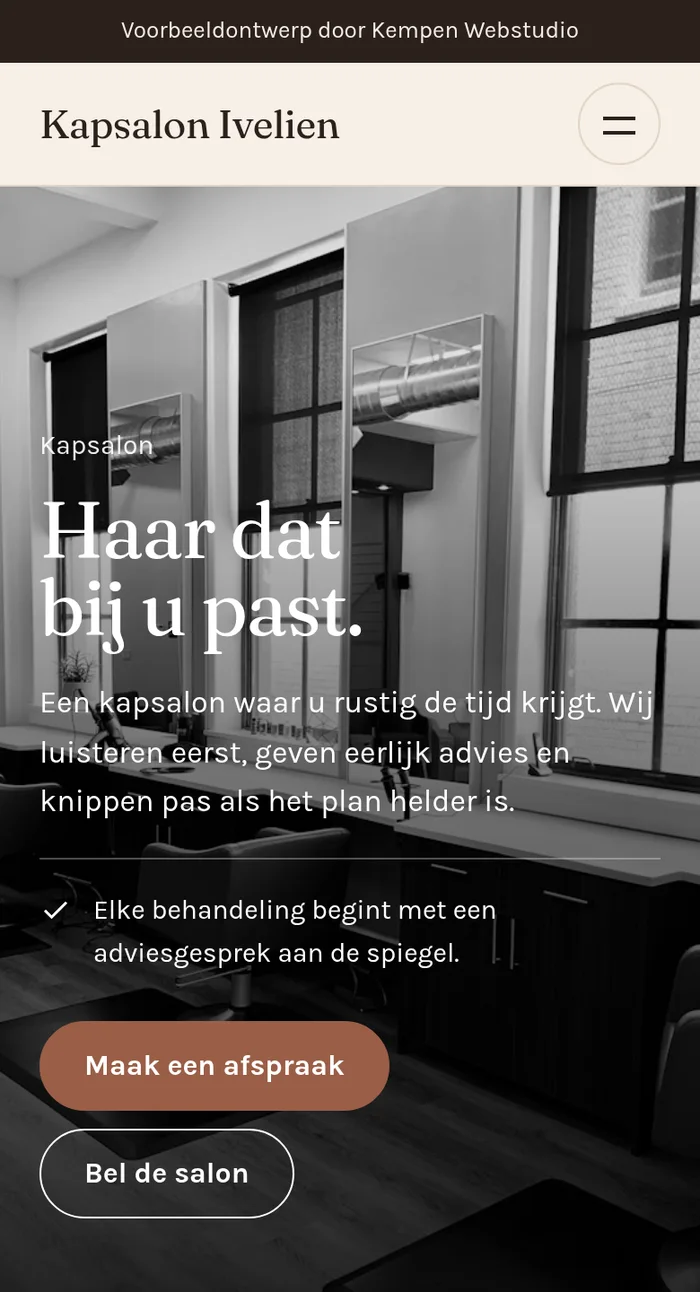 Voorbeeldontwerp door Kempen Webstudio
Kapsalon Ivelien
Kapsalon
Haar dat
bij u past.
Een kapsalon waar u rustig de tijd krijgt. Wij
luisteren eerst, geven eerlijk advies en
knippen pas als het plan helder is.
Elke behandeling begint met een
adviesgesprek aan de spiegel.
Maak een afspraak
Bel de salon